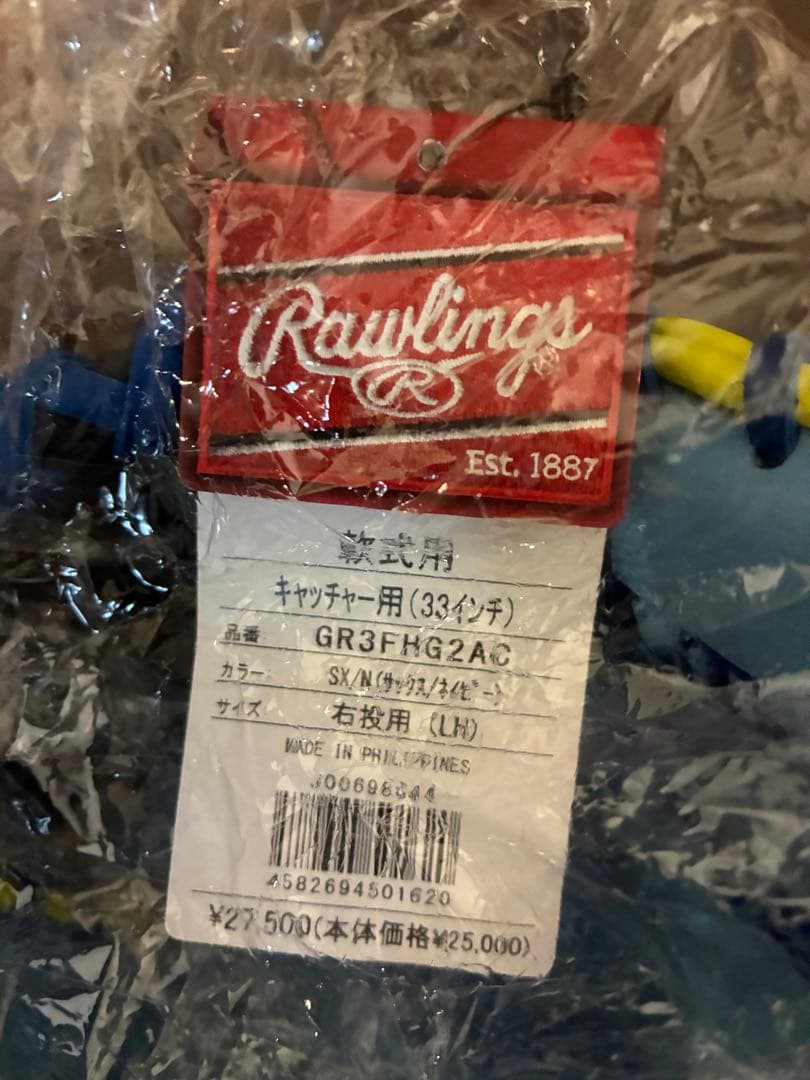 Rawlings
R
Est. 1887
軟式用
キャッチャー用(33インチ)
品番 GR3FHG2AC
カラー SX/N(サックス/ネイビー)
サイズ 右投用 (LH)
MADE IN PHILIPPINES
4582694501620
¥27,500(本体価格¥25,000)